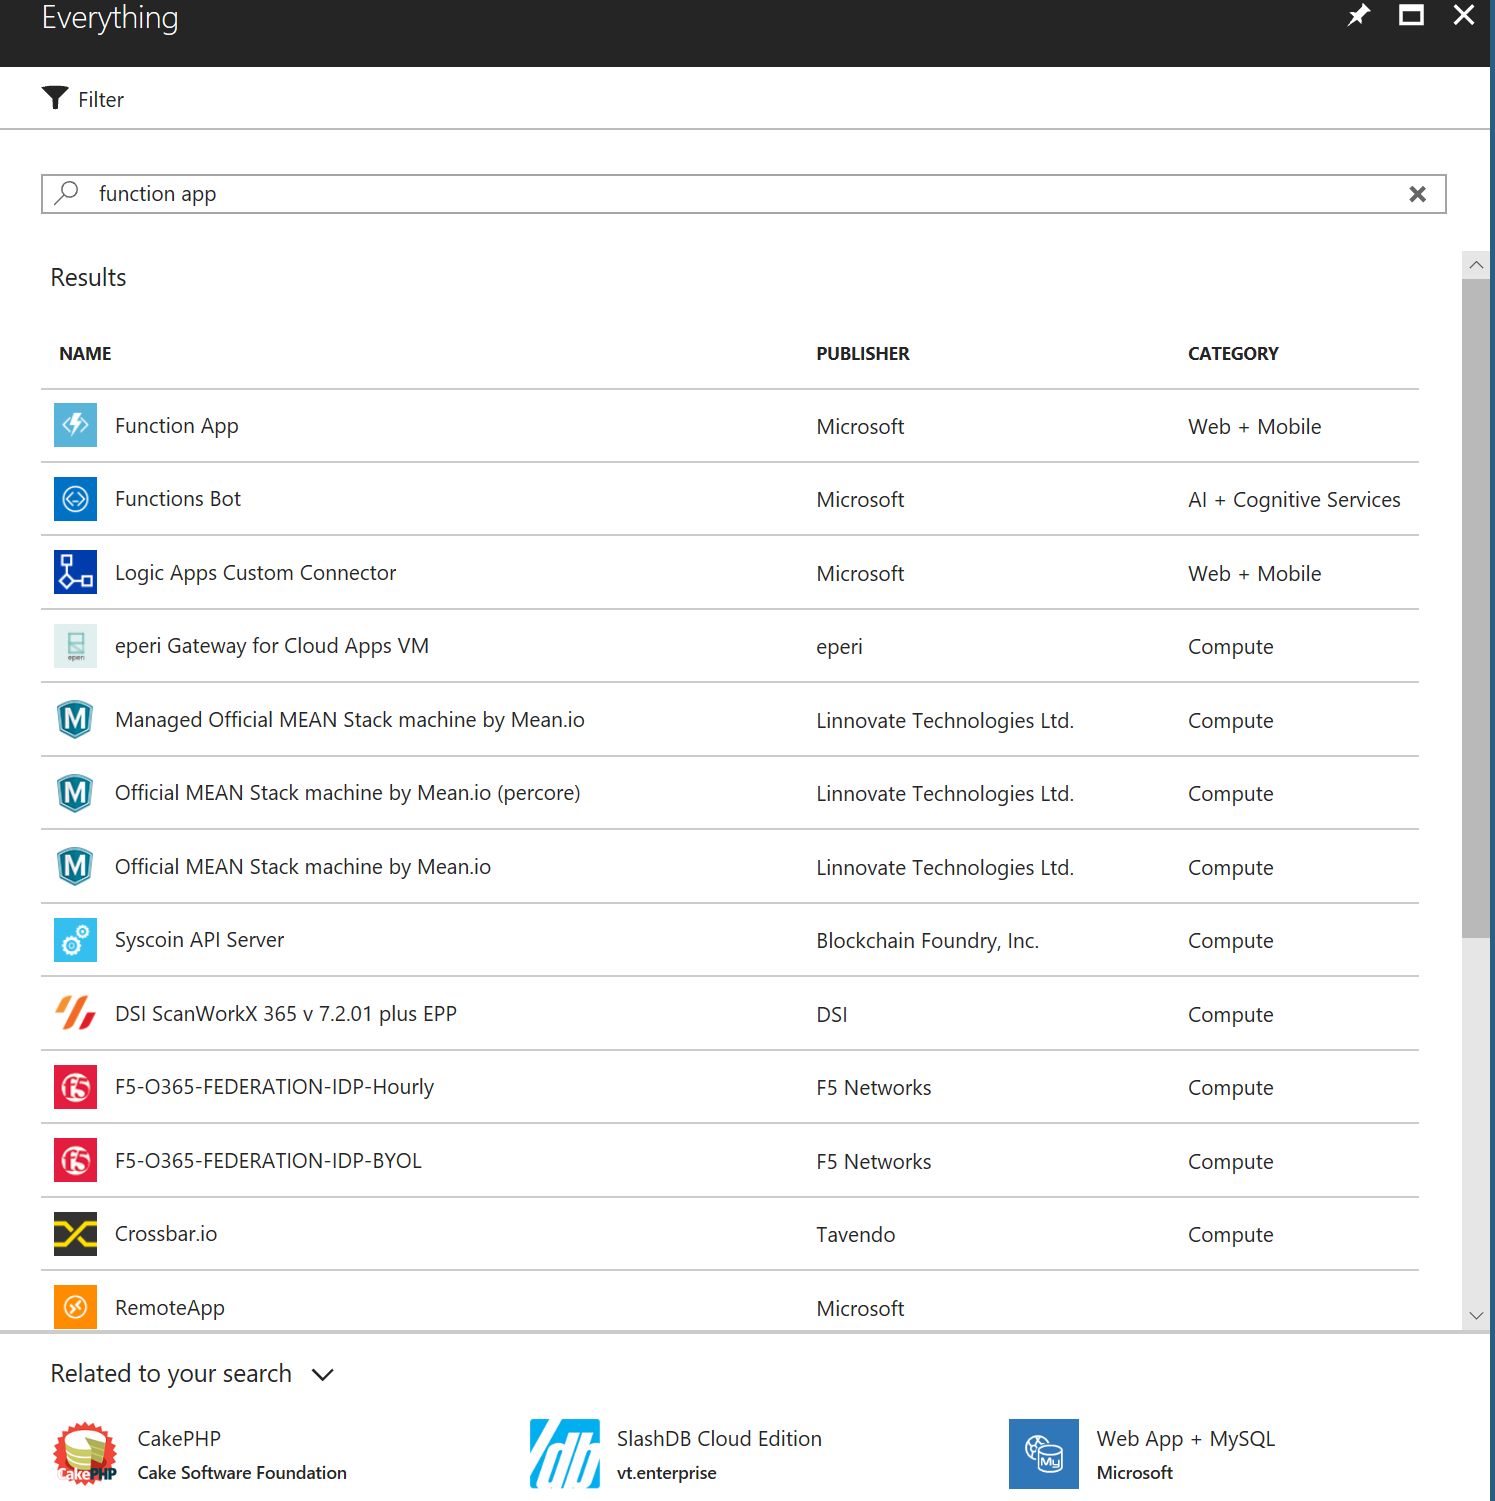 Everything
Filter
function app
Results
NAME PUBLISHER CATEGORY
Function App Microsoft Web + Mobile
Functions Bot Microsoft AI + Cognitive Services
Logic Apps Custom Connector Microsoft Web + Mobile
eperi eperi Gateway for Cloud Apps VM eperi Compute
M Managed Official MEAN Stack machine by Mean.io Linnovate Technologies Ltd. Compute
M Official MEAN Stack machine by Mean.io (percore) Linnovate Technologies Ltd. Compute
M Official MEAN Stack machine by Mean.io Linnovate Technologies Ltd. Compute
Syscoin API Server Blockchain Foundry, Inc. Compute
DSI ScanWorkX 365 v 7.2.01 plus EPP DSI Compute
f5 F5-O365-FEDERATION-IDP-Hourly F5 Networks Compute
f5 F5-O365-FEDERATION-IDP-BYOL F5 Networks Compute
Crossbar.io Tavendo Compute
RemoteApp Microsoft
Related to your search
CakePHP
CakePHP
Cake Software Foundation
db
SlashDB Cloud Edition
vt.enterprise
My
Web App + MySQL
Microsoft